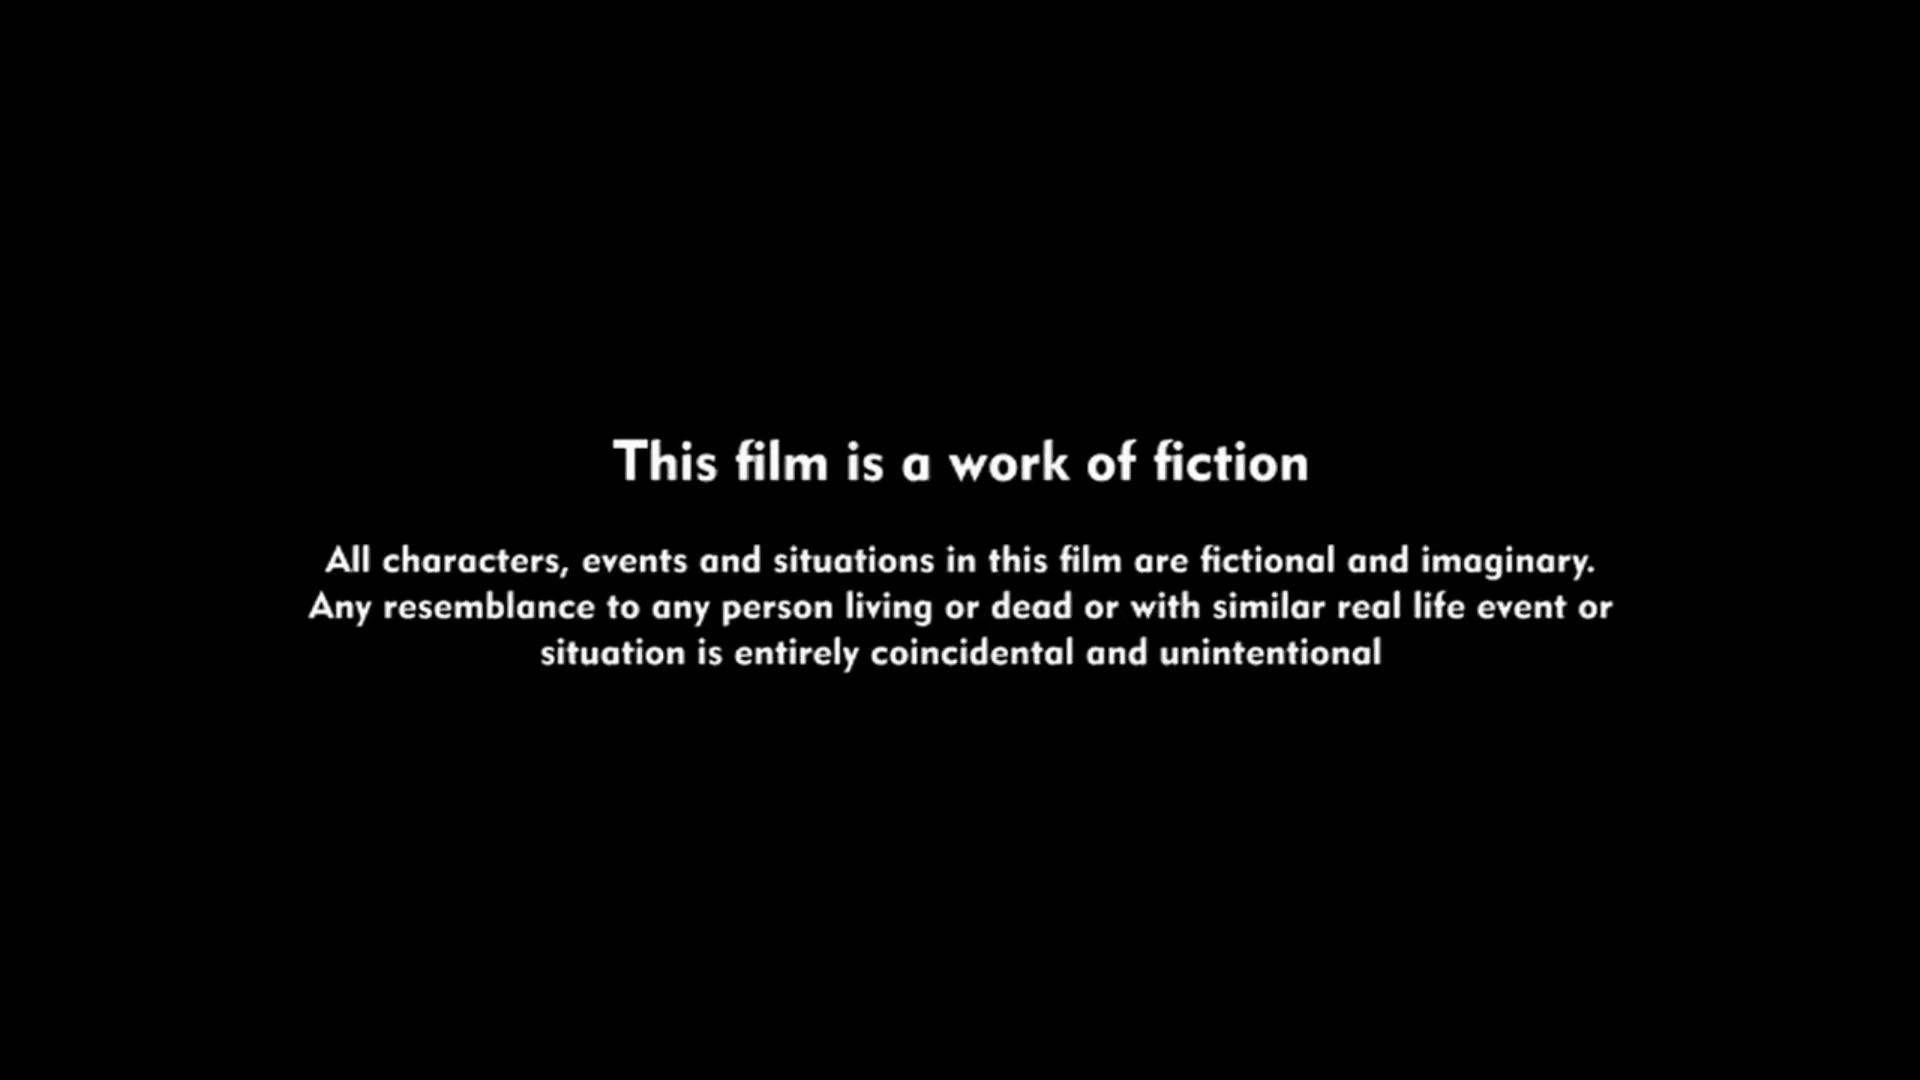 This film is a work of fiction
All characters, events and situations in this film are fictional and imaginary.
Any resemblance to any person living or dead or with similar real life event or
situation is entirely coincidental and unintentional